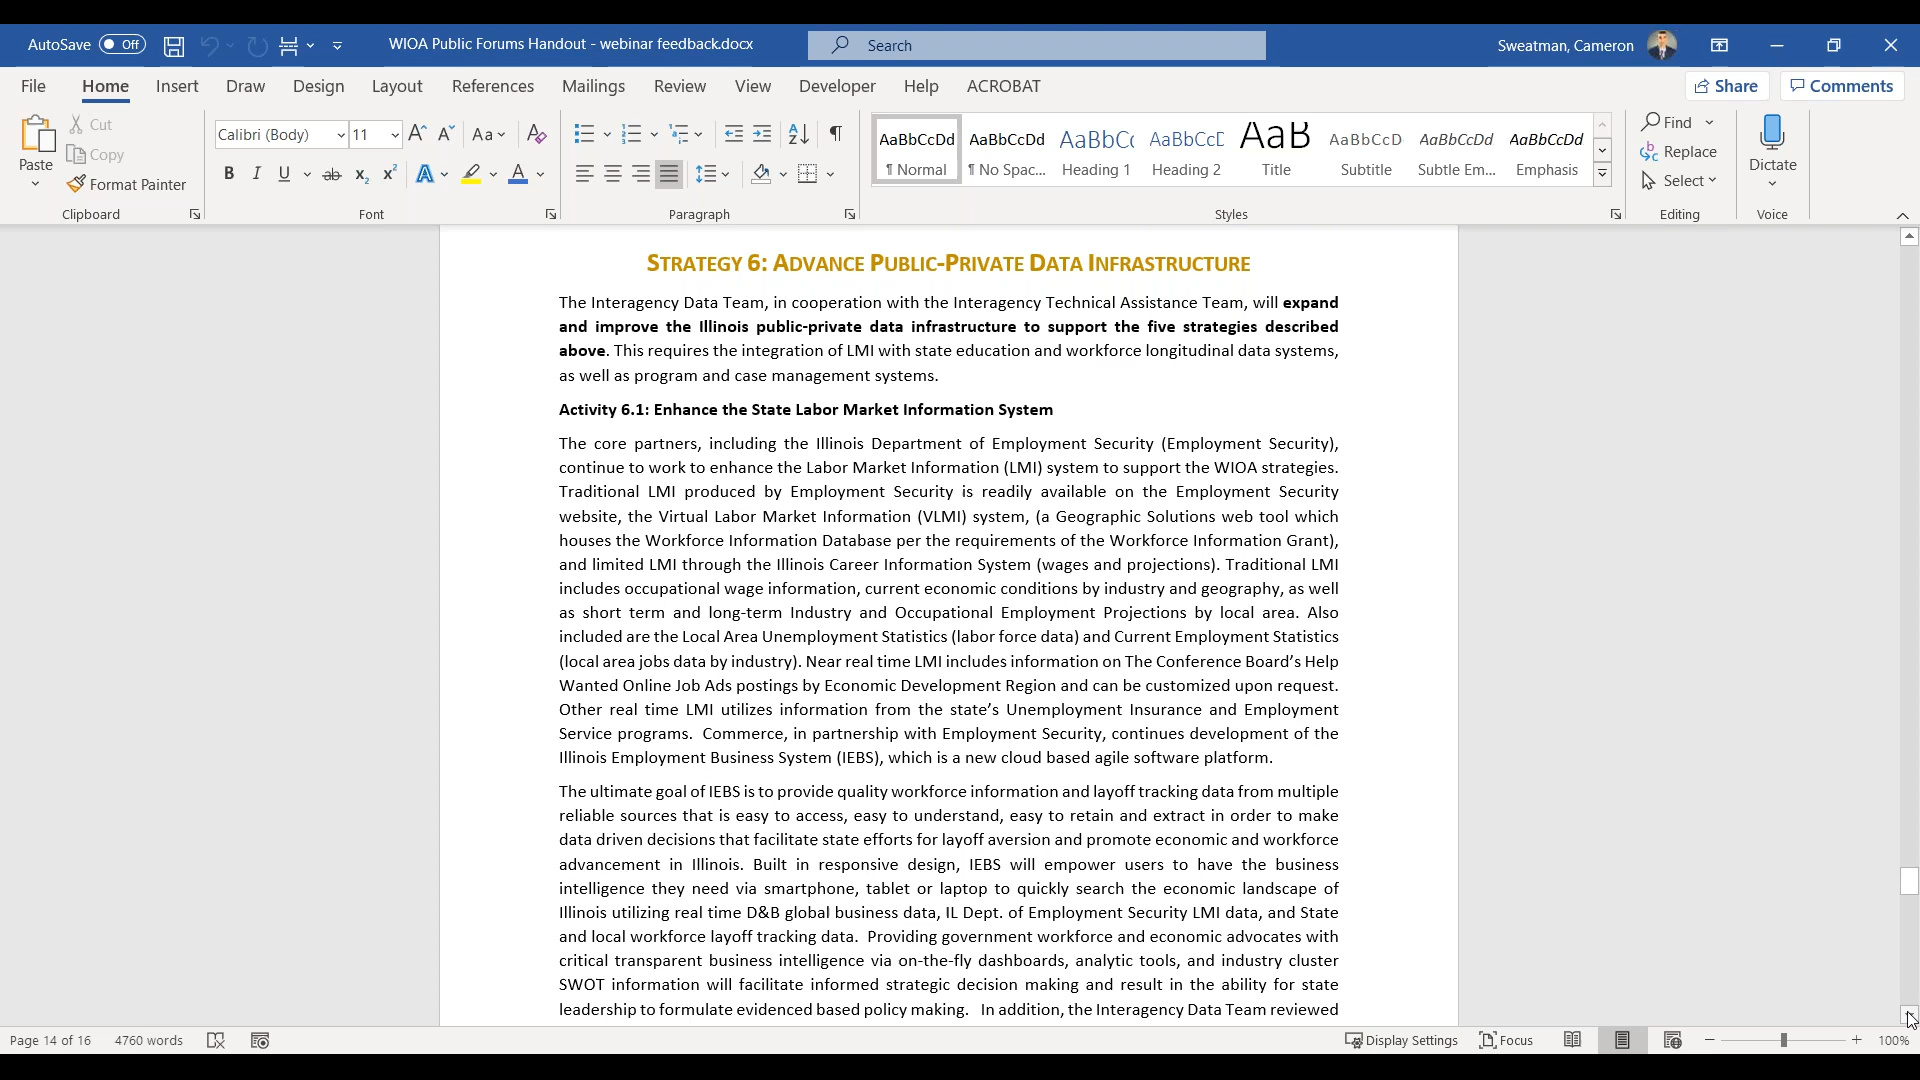 AutoSave Off WIOA Public Forums Handout - webinar feedback.docx Search Sweatman, Cameron
File Home Insert Draw Design Layout References Mailings Review View Developer Help ACROBAT Share Comments
Paste Cut Copy Format Painter Clipboard
Calibri (Body) 11 Aa Font
B I U ab x₂ x² A A
Paragraph
AaBbCcDd AaBbCcDd AaBbC( AaBbCcE AaB AaBbCcD AaBbCcDd AaBbCcDd
¶ Normal ¶ No Spac... Heading 1 Heading 2 Title Subtitle Subtle Em... Emphasis
Styles
Find Replace Select Editing
Dictate Voice
STRATEGY 6: ADVANCE PUBLIC-PRIVATE DATA INFRASTRUCTURE
The Interagency Data Team, in cooperation with the Interagency Technical Assistance Team, will expand
and improve the Illinois public-private data infrastructure to support the five strategies described
above. This requires the integration of LMI with state education and workforce longitudinal data systems,
as well as program and case management systems.
Activity 6.1: Enhance the State Labor Market Information System
The core partners, including the Illinois Department of Employment Security (Employment Security),
continue to work to enhance the Labor Market Information (LMI) system to support the WIOA strategies.
Traditional LMI produced by Employment Security is readily available on the Employment Security
website, the Virtual Labor Market Information (VLMI) system, (a Geographic Solutions web tool which
houses the Workforce Information Database per the requirements of the Workforce Information Grant),
and limited LMI through the Illinois Career Information System (wages and projections). Traditional LMI
includes occupational wage information, current economic conditions by industry and geography, as well
as short term and long-term Industry and Occupational Employment Projections by local area. Also
included are the Local Area Unemployment Statistics (labor force data) and Current Employment Statistics
(local area jobs data by industry). Near real time LMI includes information on The Conference Board’s Help
Wanted Online Job Ads postings by Economic Development Region and can be customized upon request.
Other real time LMI utilizes information from the state’s Unemployment Insurance and Employment
Service programs.  Commerce, in partnership with Employment Security, continues development of the
Illinois Employment Business System (IEBS), which is a new cloud based agile software platform.
The ultimate goal of IEBS is to provide quality workforce information and layoff tracking data from multiple
reliable sources that is easy to access, easy to understand, easy to retain and extract in order to make
data driven decisions that facilitate state efforts for layoff aversion and promote economic and workforce
advancement in Illinois. Built in responsive design, IEBS will empower users to have the business
intelligence they need via smartphone, tablet or laptop to quickly search the economic landscape of
Illinois utilizing real time D&B global business data, IL Dept. of Employment Security LMI data, and State
and local workforce layoff tracking data.  Providing government workforce and economic advocates with
critical transparent business intelligence via on-the-fly dashboards, analytic tools, and industry cluster
SWOT information will facilitate informed strategic decision making and result in the ability for state
leadership to formulate evidenced based policy making.   In addition, the Interagency Data Team reviewed
Page 14 of 16 4760 words Display Settings Focus 100%